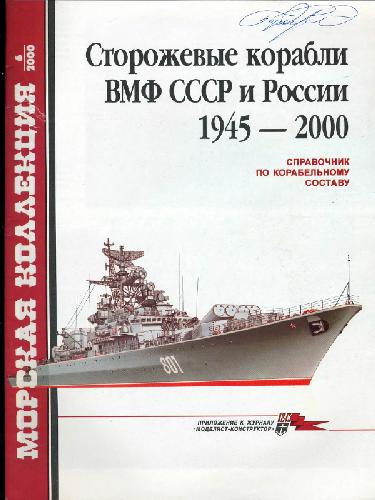 6
2000
МОРСКАЯ КОЛЛЕКЦИЯ
Сторожевые корабли
ВМФ СССР и России
1945 — 2000
СПРАВОЧНИК
ПО КОРАБЕЛЬНОМУ
СОСТАВУ
801
ПРИЛОЖЕНИЕ К ЖУРНАЛУ
«МОДЕЛИСТ-КОНСТРУКТОР»